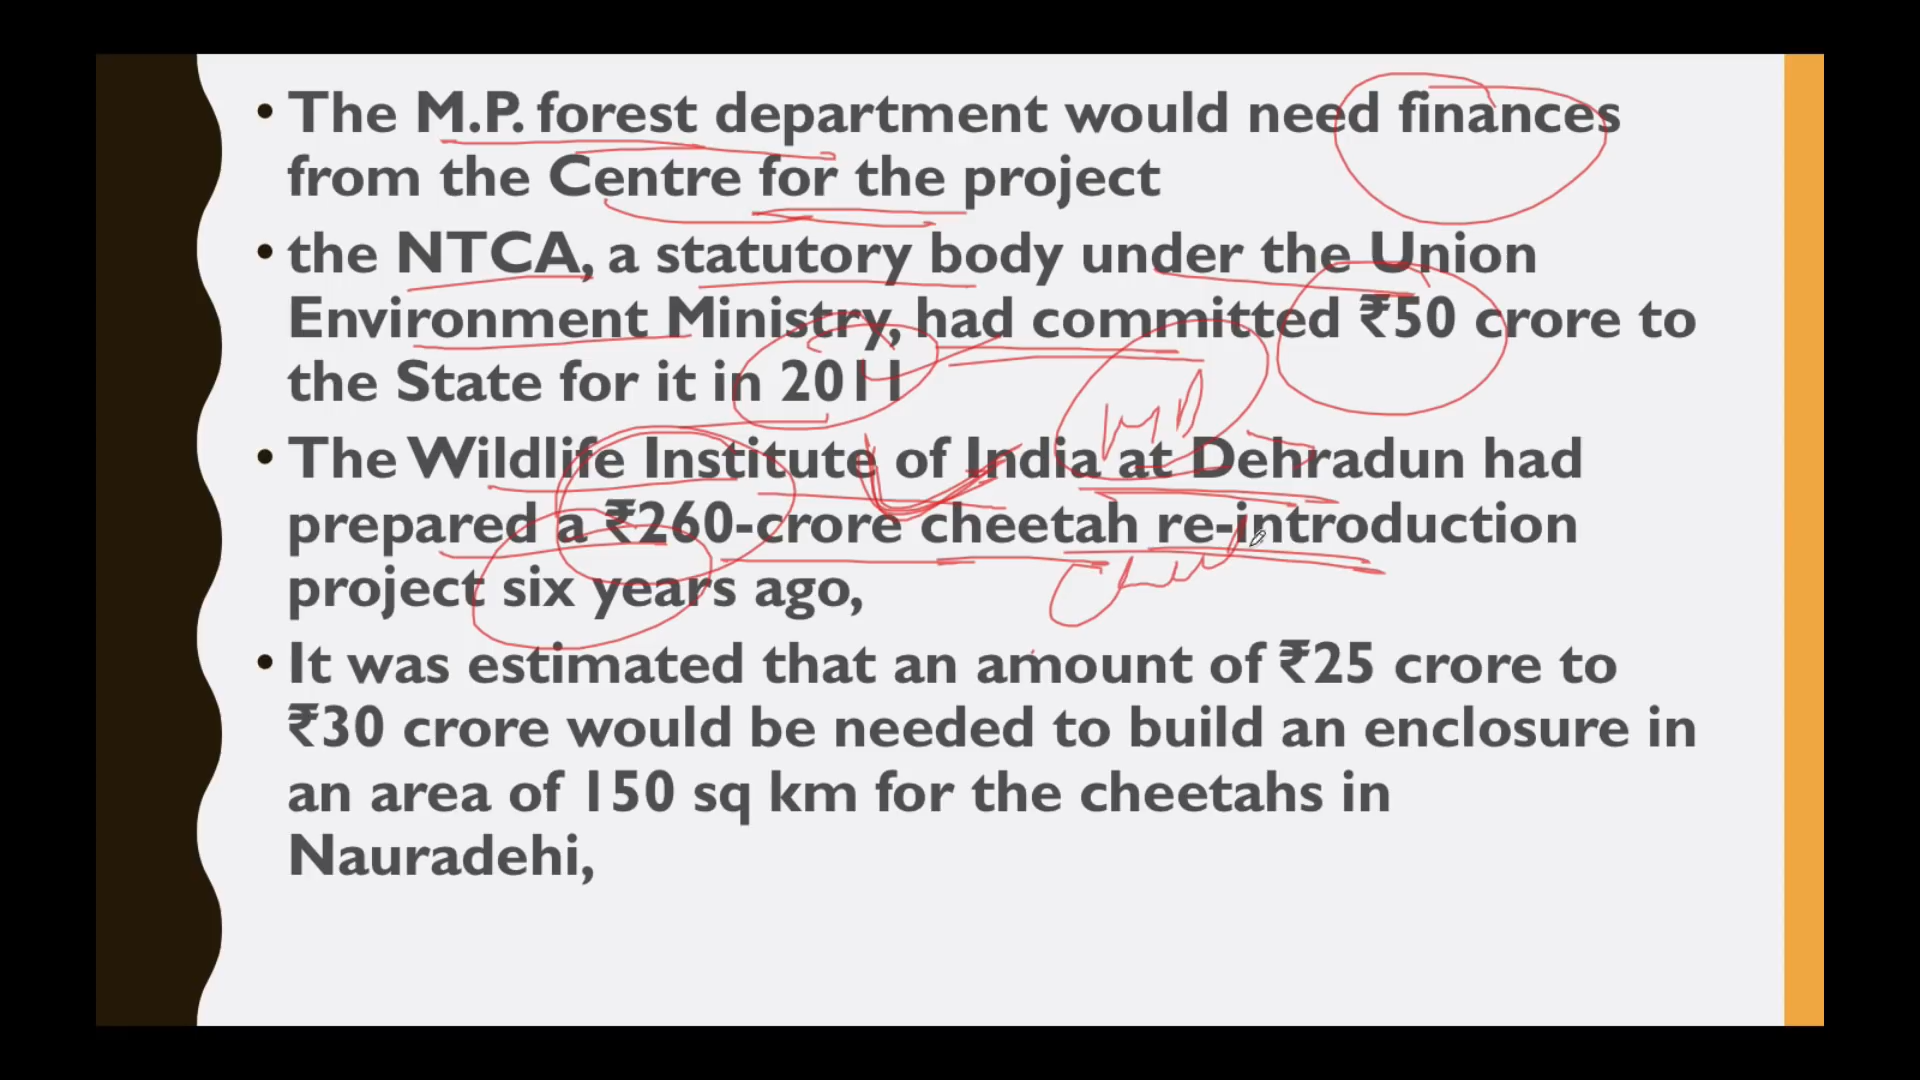 • The M.P. forest department would need finances
from the Centre for the project
• the NTCA, a statutory body under the Union
Environment Ministry, had committed ₹50 crore to
the State for it in 2011
• The Wildlife Institute of India at Dehradun had
prepared a ₹260-crore cheetah re-introduction
project six years ago,
• It was estimated that an amount of ₹25 crore to
₹30 crore would be needed to build an enclosure in
an area of 150 sq km for the cheetahs in
Nauradehi,